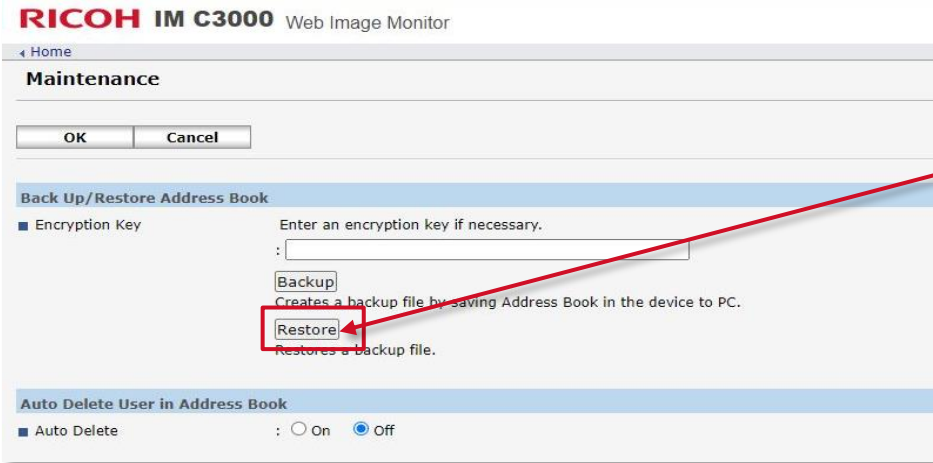 RICOH IM C3000 Web Image Monitor
Home
Maintenance
OK Cancel
Back Up/Restore Address Book
Encryption Key Enter an encryption key if necessary.
:
Backup
Creates a backup file by saving Address Book in the device to PC.
Restore
Restores a backup file.
Auto Delete User in Address Book
Auto Delete : On Off